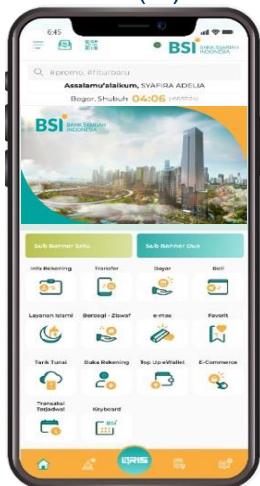 6:45
BSI BANK SYARIAH INDONESIA
#promo, #fiturbaru
Assalamu'alaikum, SYAFIRA ADELIA
Bogor, Shubuh 04:06
BSI BANK SYARIAH INDONESIA
Sub Banner Satu
Sub Banner Dua
Info Rekening Transfer Bayar Beli
Layanan Islami Berbagi - Ziswaf e-mas Favorit
Tarik Tunai Buka Rekening Top Up eWallet E-Commerce
Transaksi Terjadwal Keyboard
BSI
QRIS